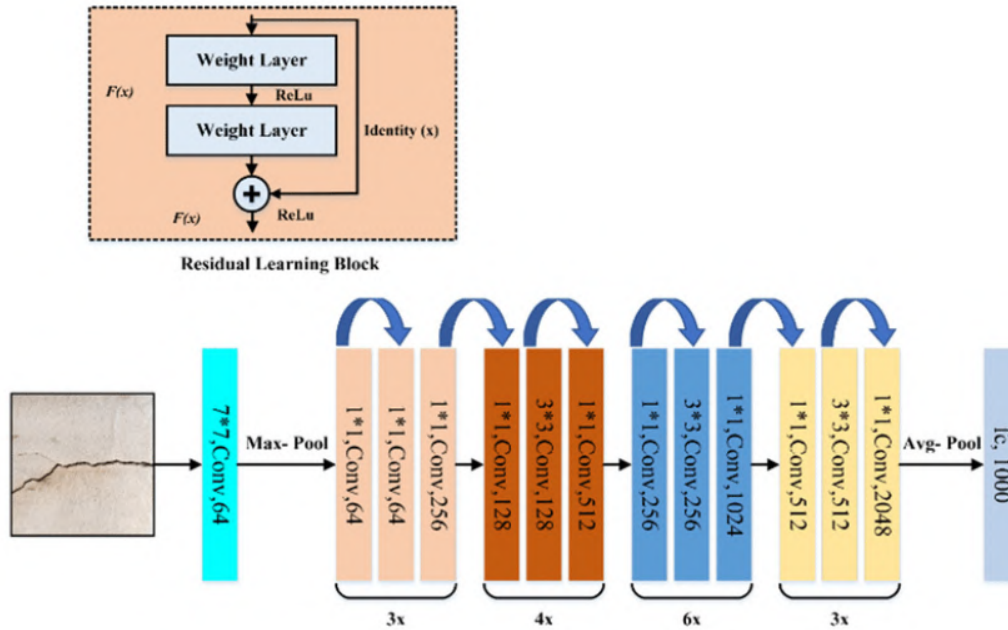 Weight Layer
F(x)
ReLu
Weight Layer
Identity (x)
F(x)
ReLu
Residual Learning Block
7*7,Conv,64
Max- Pool
1*1,Conv,64
1*1,Conv,64
1*1,Conv,256
1*1,Conv,128
3*3,Conv,128
1*1,Conv,512
1*1,Conv,256
3*3,Conv,256
1*1,Conv,1024
1*1,Conv,512
3*3,Conv,512
1*1,Conv,2048
Avg- Pool
ic, 1000
3x
4x
6x
3x